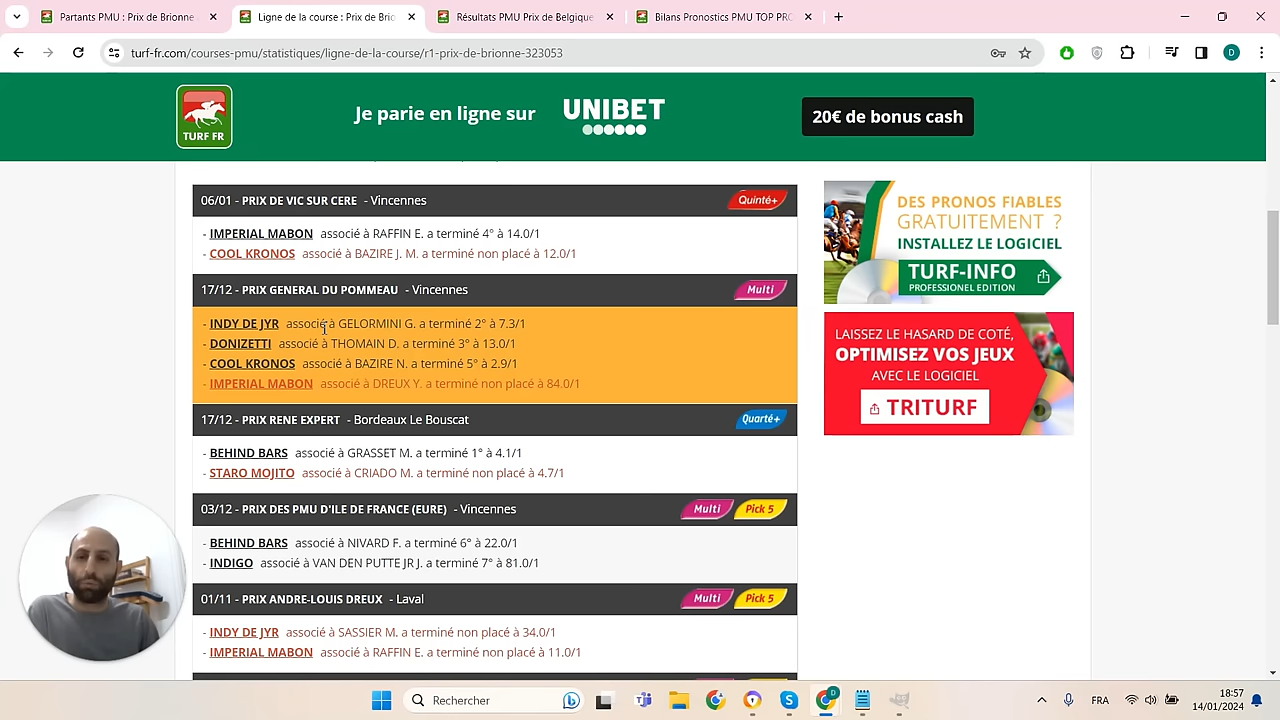 Partants PMU : Prix de Brionne
Ligne de la course : Prix de Brio
Résultats PMU Prix de Belgique
Bilans Pronostics PMU TOP PRO
turf-fr.com/courses-pmu/statistiques/ligne-de-la-course/r1-prix-de-brionne-323053
D
TURF FR
Je parie en ligne sur
UNIBET
20€ de bonus cash
06/01 - PRIX DE VIC SUR CERE - Vincennes
Quinté+
- IMPERIAL MABON associé à RAFFIN E. a terminé 4° à 14.0/1
- COOL KRONOS associé à BAZIRE J. M. a terminé non placé à 12.0/1
17/12 - PRIX GENERAL DU POMMEAU - Vincennes
Multi
- INDY DE JYR associé à GELORMINI G. a terminé 2° à 7.3/1
- DONIZETTI associé à THOMAIN D. a terminé 3° à 13.0/1
- COOL KRONOS associé à BAZIRE N. a terminé 5° à 2.9/1
- IMPERIAL MABON associé à DREUX Y. a terminé non placé à 84.0/1
17/12 - PRIX RENE EXPERT - Bordeaux Le Bouscat
Quarté+
- BEHIND BARS associé à GRASSET M. a terminé 1° à 4.1/1
- STARO MOJITO associé à CRIADO M. a terminé non placé à 4.7/1
03/12 - PRIX DES PMU D'ILE DE FRANCE (EURE) - Vincennes
Multi Pick 5
- BEHIND BARS associé à NIVARD F. a terminé 6° à 22.0/1
- INDIGO associé à VAN DEN PUTTE JR J. a terminé 7° à 81.0/1
01/11 - PRIX ANDRE-LOUIS DREUX - Laval
Multi Pick 5
- INDY DE JYR associé à SASSIER M. a terminé non placé à 34.0/1
- IMPERIAL MABON associé à RAFFIN E. a terminé non placé à 11.0/1
DES PRONOS FIABLES
GRATUITEMENT ?
INSTALLEZ LE LOGICIEL
TURF-INFO
PROFESSIONEL EDITION
LAISSEZ LE HASARD DE COTÉ,
OPTIMISEZ VOS JEUX
AVEC LE LOGICIEL
TRITURF
Rechercher
FRA
18:57
14/01/2024